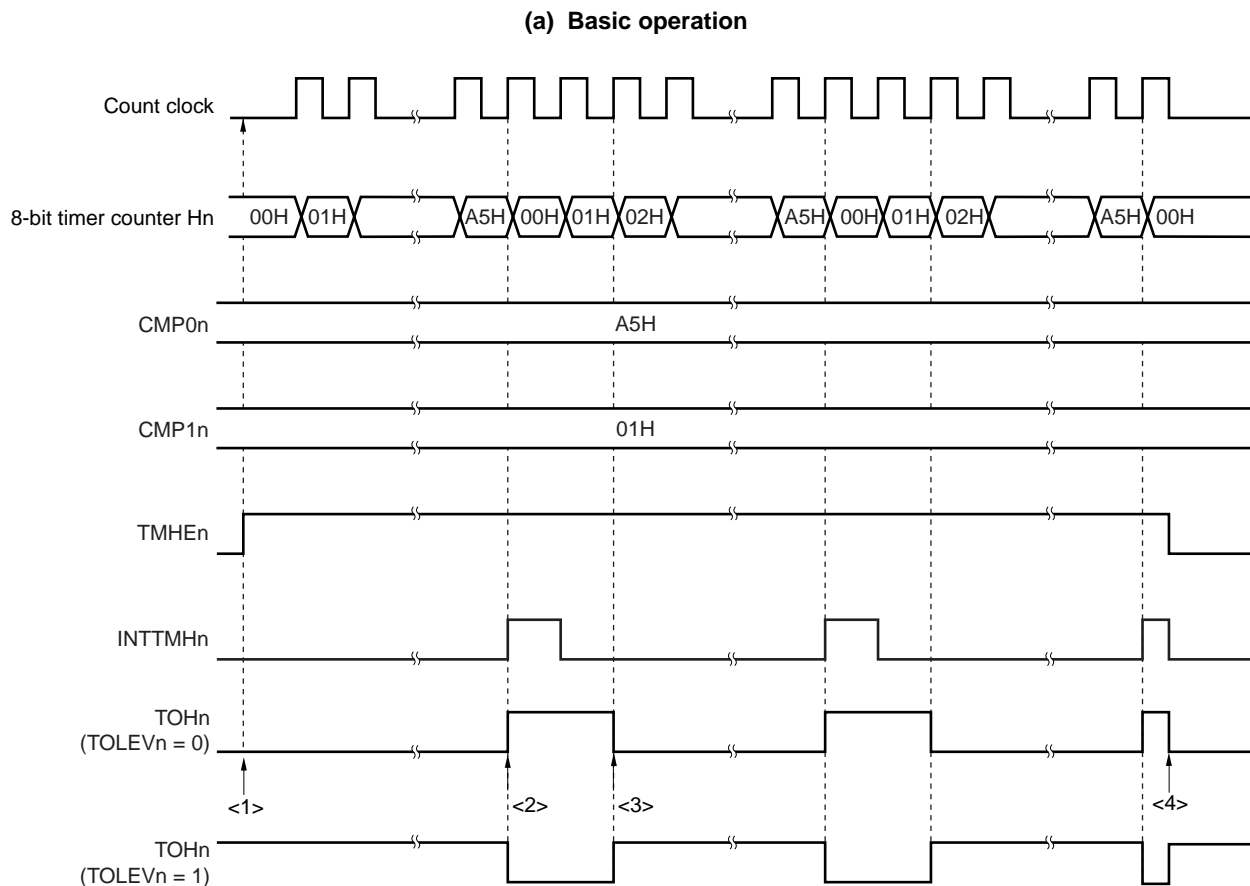 (a) Basic operation
Count clock
8-bit timer counter Hn
00H 01H A5H 00H 01H 02H A5H 00H 01H 02H A5H 00H
CMP0n
A5H
CMP1n
01H
TMHEn
INTTMHn
TOHn
(TOLEVn = 0)
<1> <2> <3> <4>
TOHn
(TOLEVn = 1)